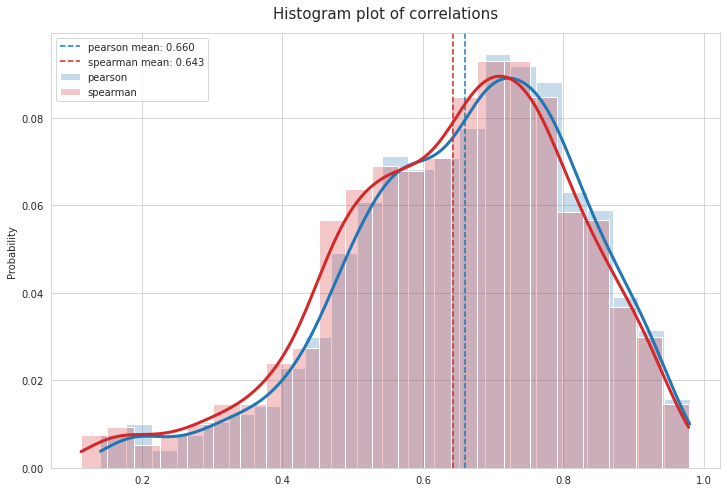 Histogram plot of correlations
pearson mean: 0.660
spearman mean: 0.643
pearson
spearman
Probability
0.08
0.06
0.04
0.02
0.00
0.2
0.4
0.6
0.8
1.0